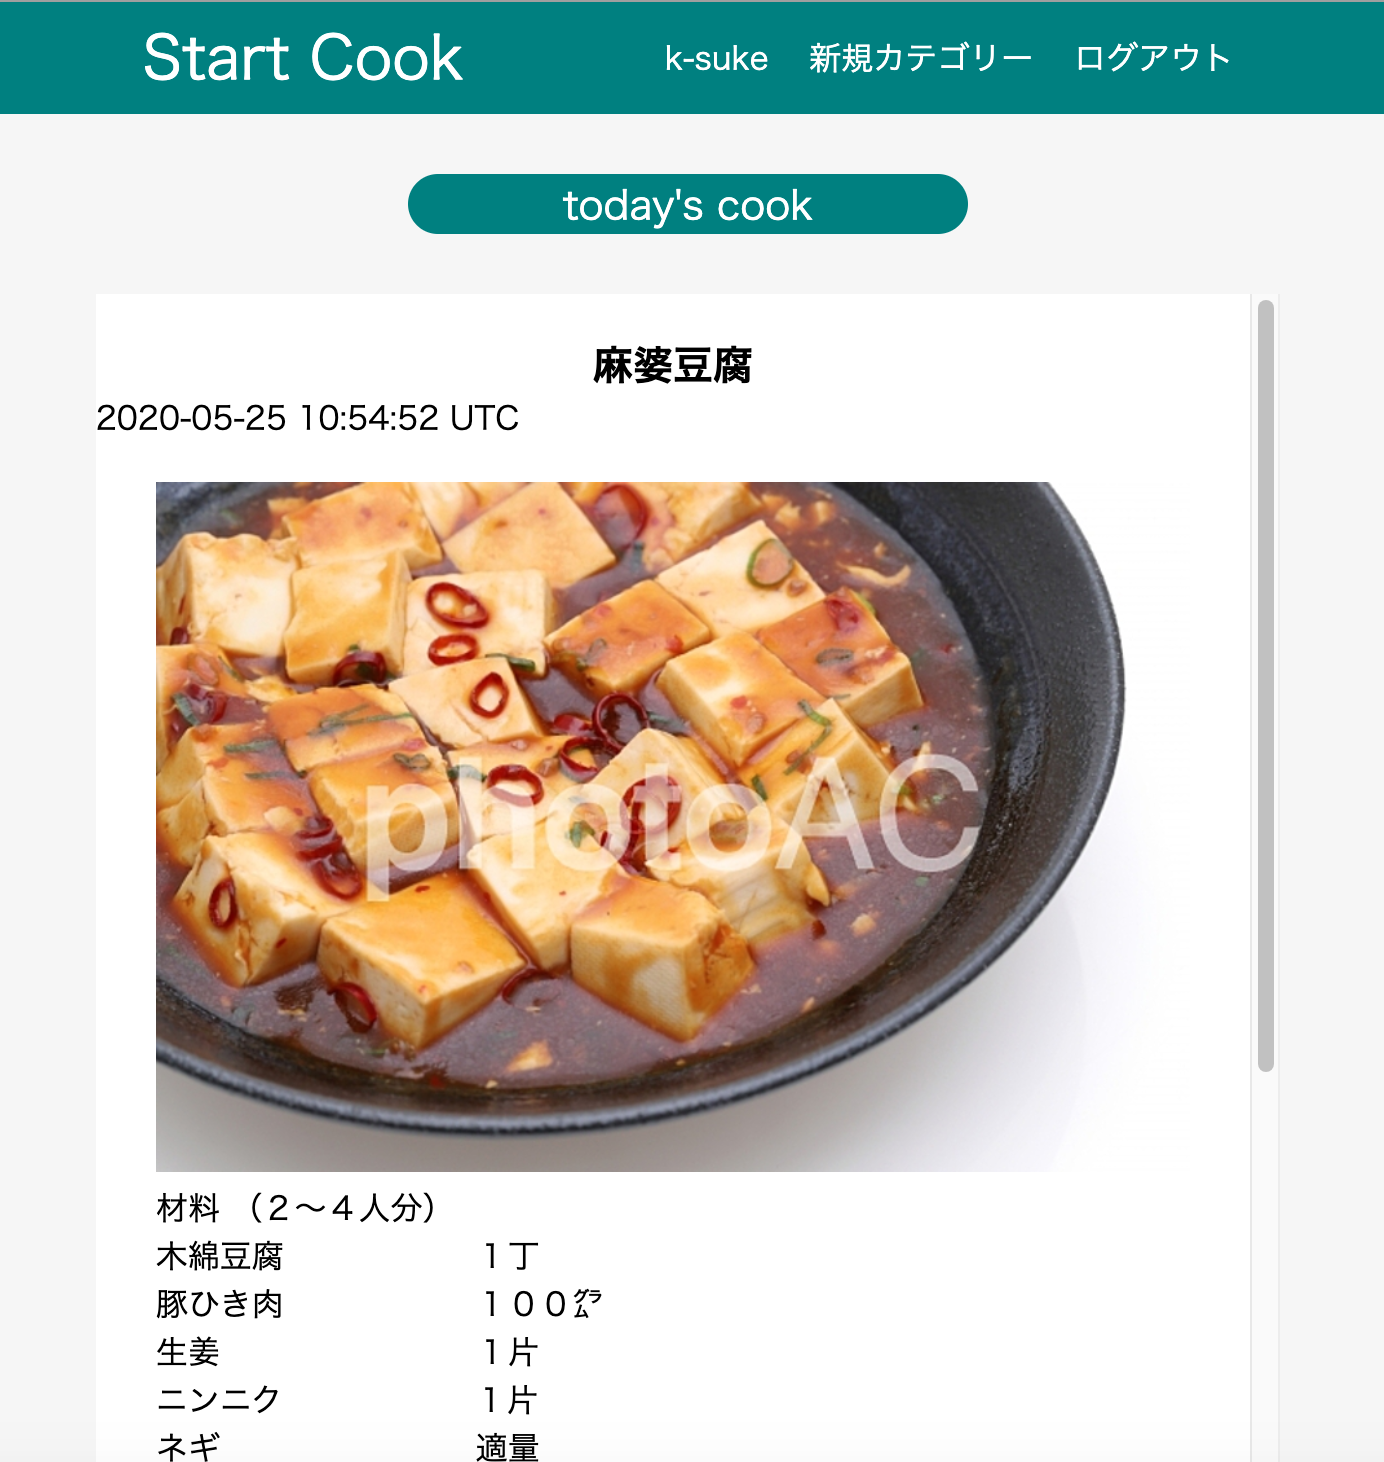 Start Cook
k-suke 新規カテゴリー ログアウト
today's cook
麻婆豆腐
2020-05-25 10:54:52 UTC
photoAC
材料 （２～４人分）
木綿豆腐 １丁
豚ひき肉 １００㌘
生姜 １片
ニンニク １片
ネギ 適量